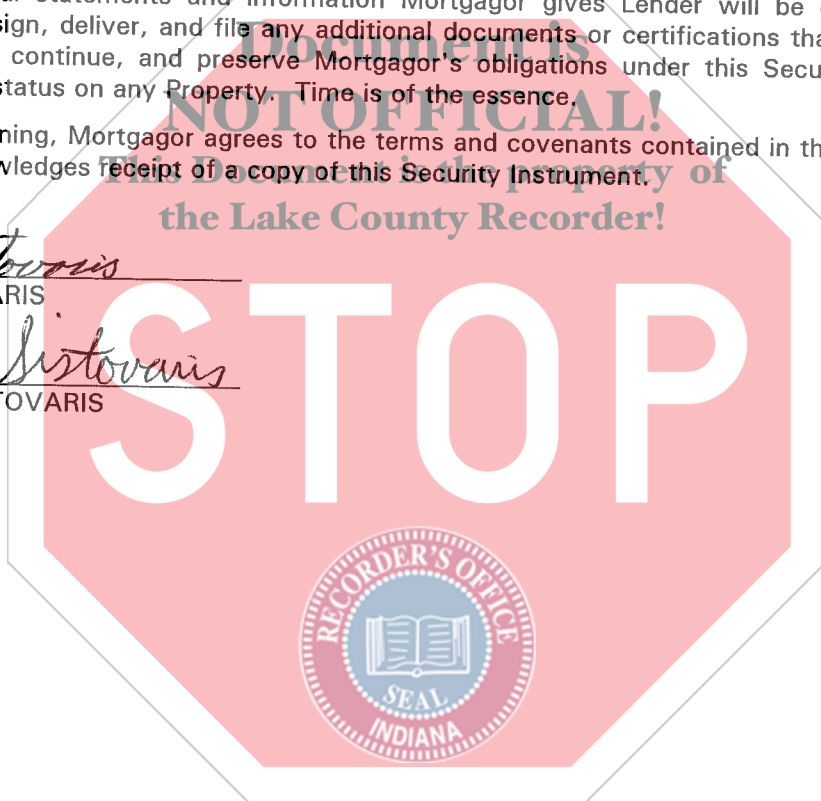 statements and information Mortgagor gives Lender will be
sign, deliver, and file any additional documents or certifications tha
continue, and preserve Mortgagor's obligations under this Secu
status on any Property. Time is of the essence.
ning, Mortgagor agrees to the terms and covenants contained in th
wledges receipt of a copy of this Security Instrument.
Document is
NOT OFFICIAL!
This Document is the property of
the Lake County Recorder!
tovaris
ARIS
Sistovaris
TOVARIS
STOP
RECORDER'S OFFICE
SEAL
INDIANA